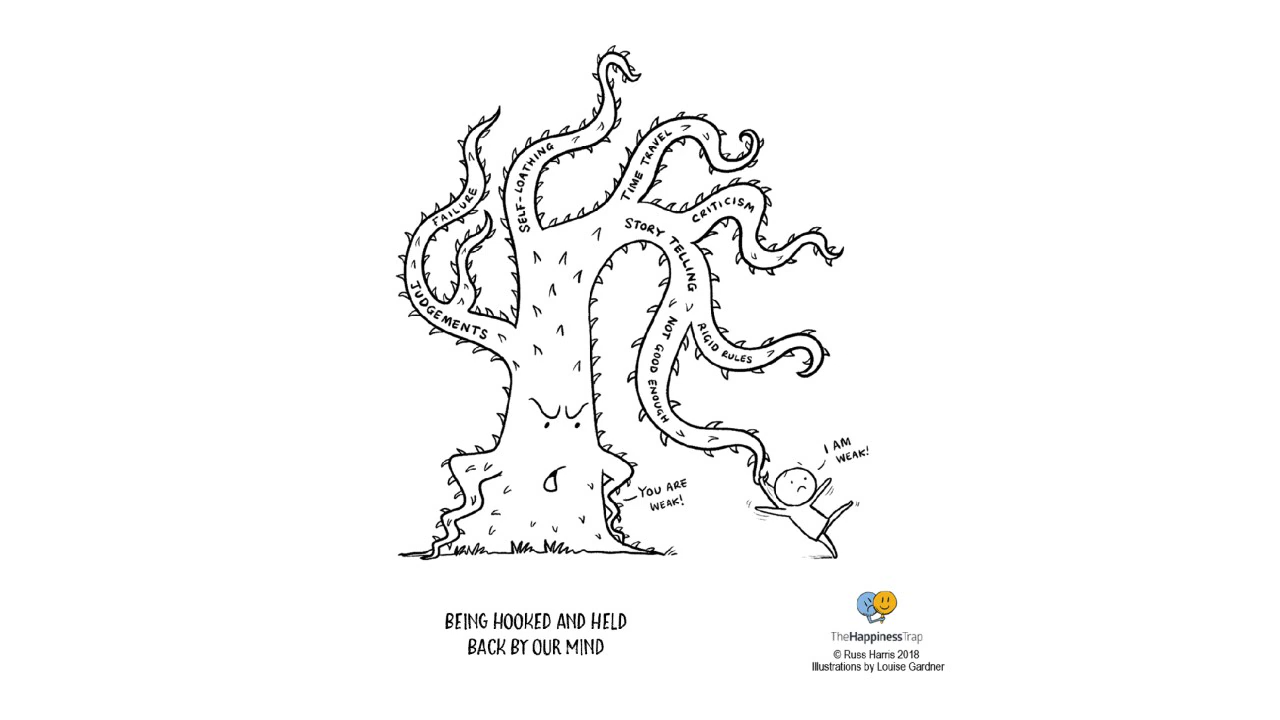 FAILURE
JUDGEMENTS
SELF-LOATHING
TIME TRAVEL
CRITICISM
STORY TELLING
NOT GOOD ENOUGH
RIGID RULES
I AM
WEAK!
YOU ARE
WEAK!
BEING HOOKED AND HELD
BACK BY OUR MIND
TheHappinessTrap
© Russ Harris 2018
Illustrations by Louise Gardner